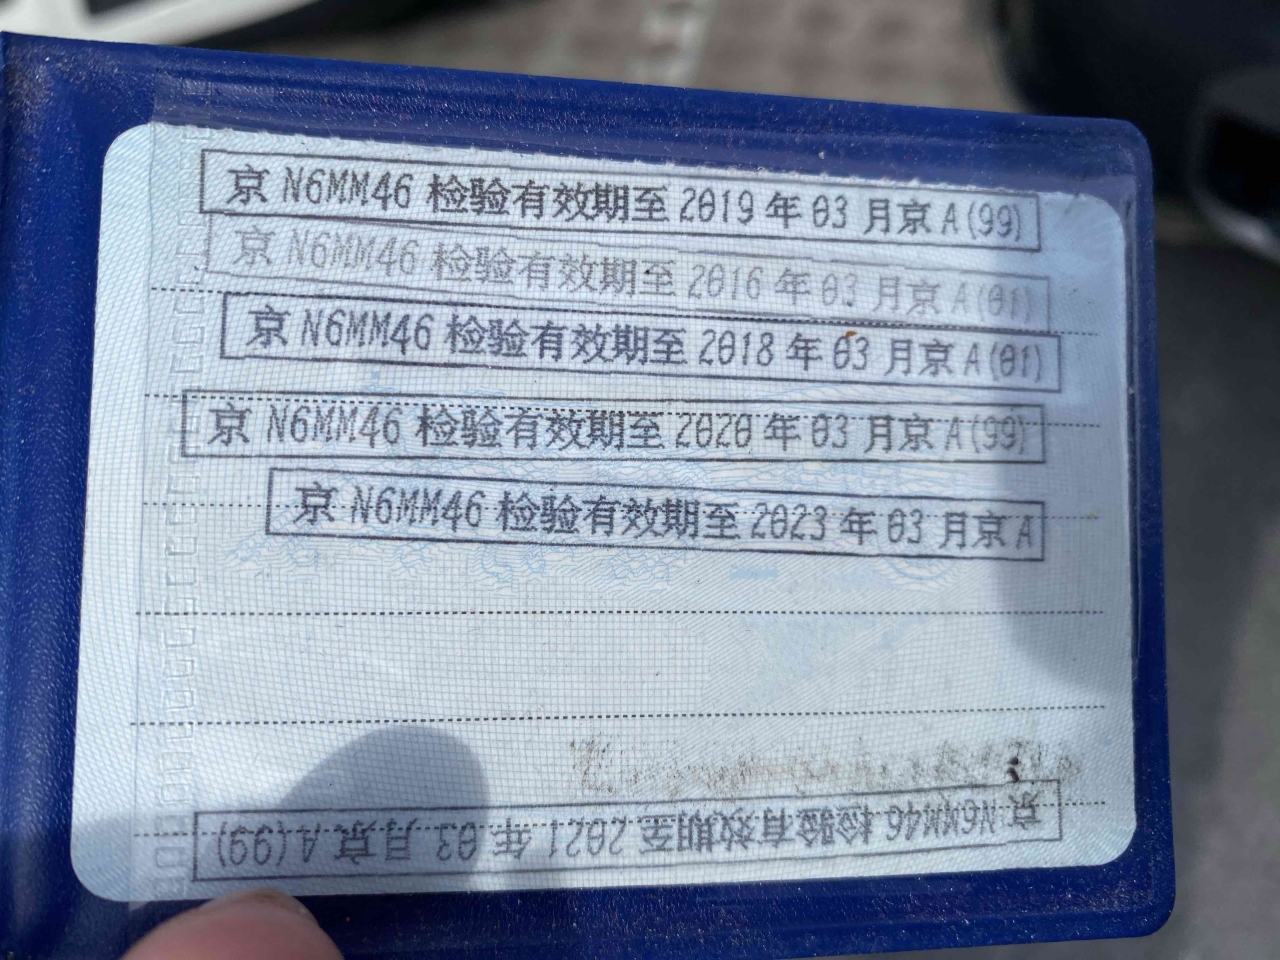 京 N6MM46 检验有效期至 2019 年 03 月京 A(99)
京 N6MM46 检验有效期至 2016 年 03 月京 A(01)
京 N6MM46 检验有效期至 2018 年 03 月京 A(01)
京 N6MM46 检验有效期至 2020 年 03 月京 A(99)
京 N6MM46 检验有效期至 2023 年 03 月京 A
京 N6MM46 检验有效期至 2021 年 03 月京 A(99)